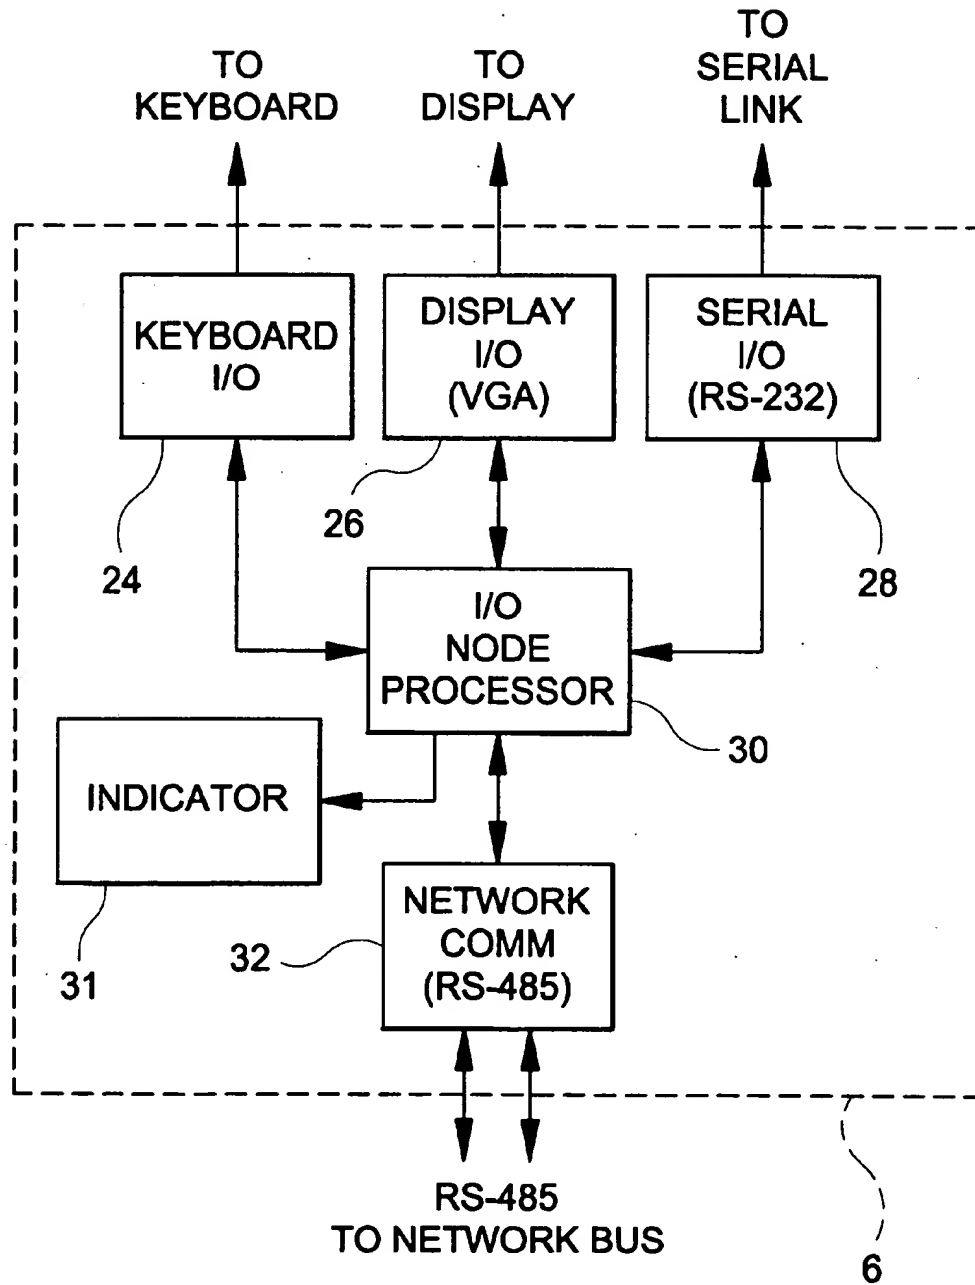 TO
KEYBOARD
TO
DISPLAY
TO
SERIAL
LINK
KEYBOARD
I/O
DISPLAY
I/O
(VGA)
SERIAL
I/O
(RS-232)
24
26
28
I/O
NODE
PROCESSOR
30
INDICATOR
31
32
NETWORK
COMM
(RS-485)
RS-485
TO NETWORK BUS
6